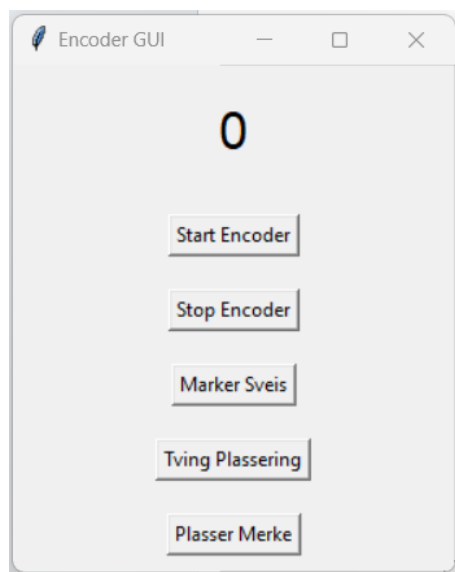 Encoder GUI
0
Start Encoder
Stop Encoder
Marker Sveis
Tving Plassering
Plasser Merke